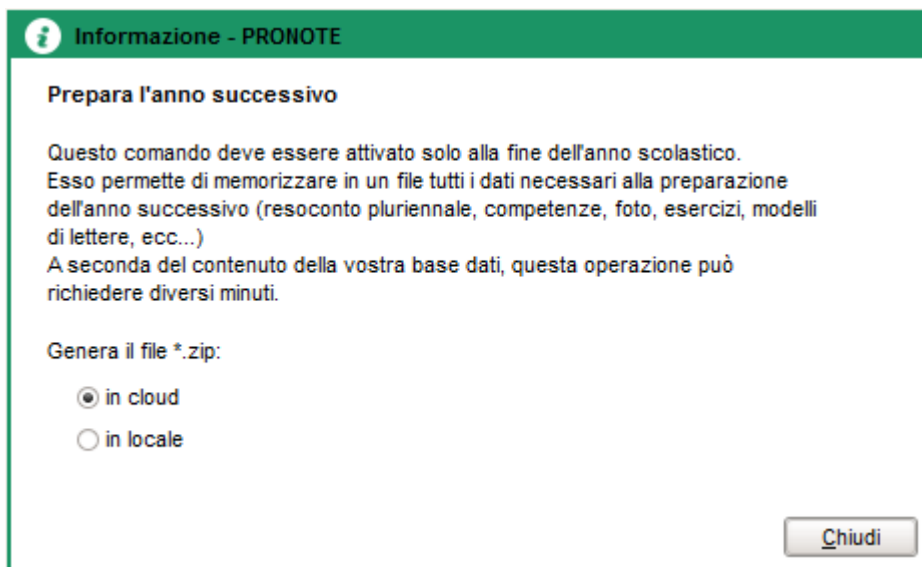 Informazione - PRONOTE
Prepara l'anno successivo
Questo comando deve essere attivato solo alla fine dell'anno scolastico.
Esso permette di memorizzare in un file tutti i dati necessari alla preparazione
dell'anno successivo (resoconto pluriennale, competenze, foto, esercizi, modelli
di lettere, ecc...)
A seconda del contenuto della vostra base dati, questa operazione può
richiedere diversi minuti.
Genera il file *.zip:
in cloud
in locale
Chiudi